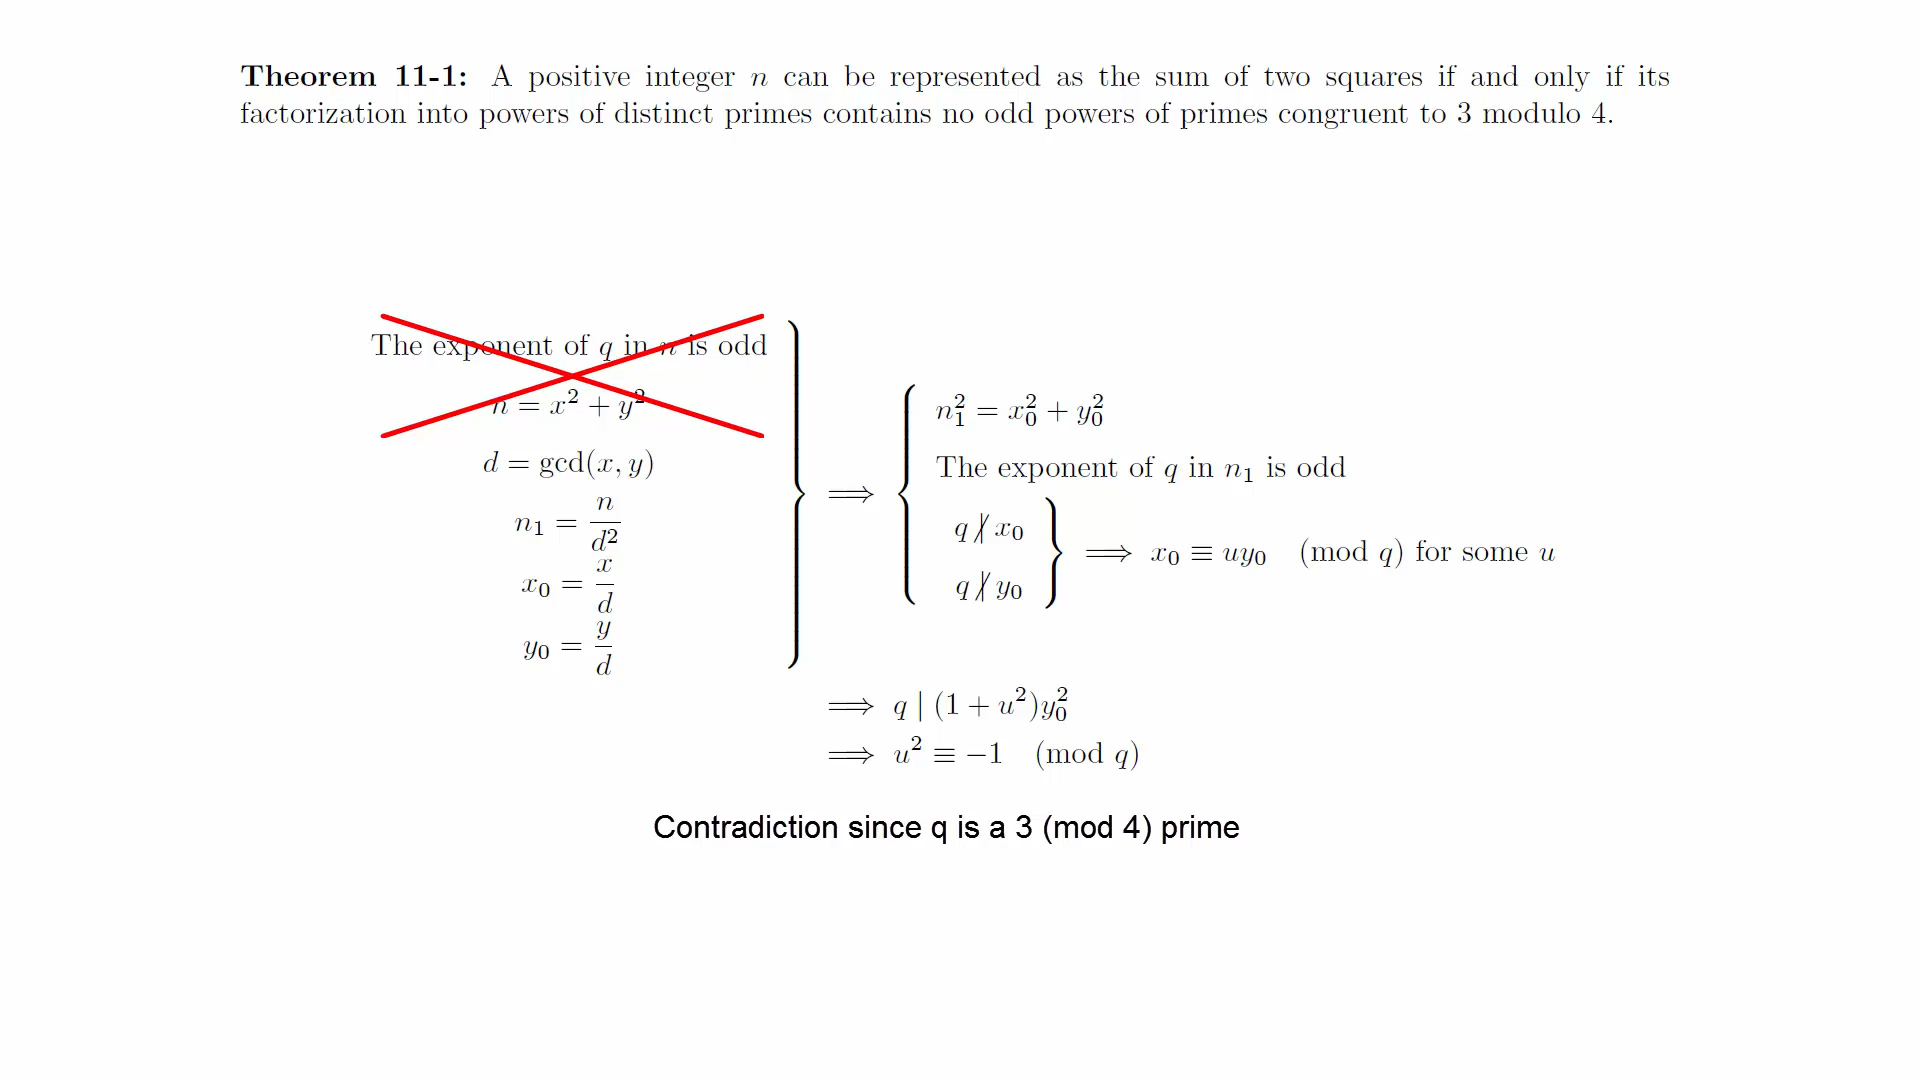 Theorem 11-1: A positive integer n can be represented as the sum of two squares if and only if its
factorization into powers of distinct primes contains no odd powers of primes congruent to 3 modulo 4.
The exponent of q in n is odd
n = x² + y²
d = gcd(x, y)
n₁ = n/d²
x₀ = x/d
y₀ = y/d
⟹
n₁² = x₀² + y₀²
The exponent of q in n₁ is odd
q ∤ x₀
q ∤ y₀
⟹ x₀ ≡ uy₀ (mod q) for some u
⟹ q | (1 + u²)y₀²
⟹ u² ≡ −1 (mod q)
Contradiction since q is a 3 (mod 4) prime